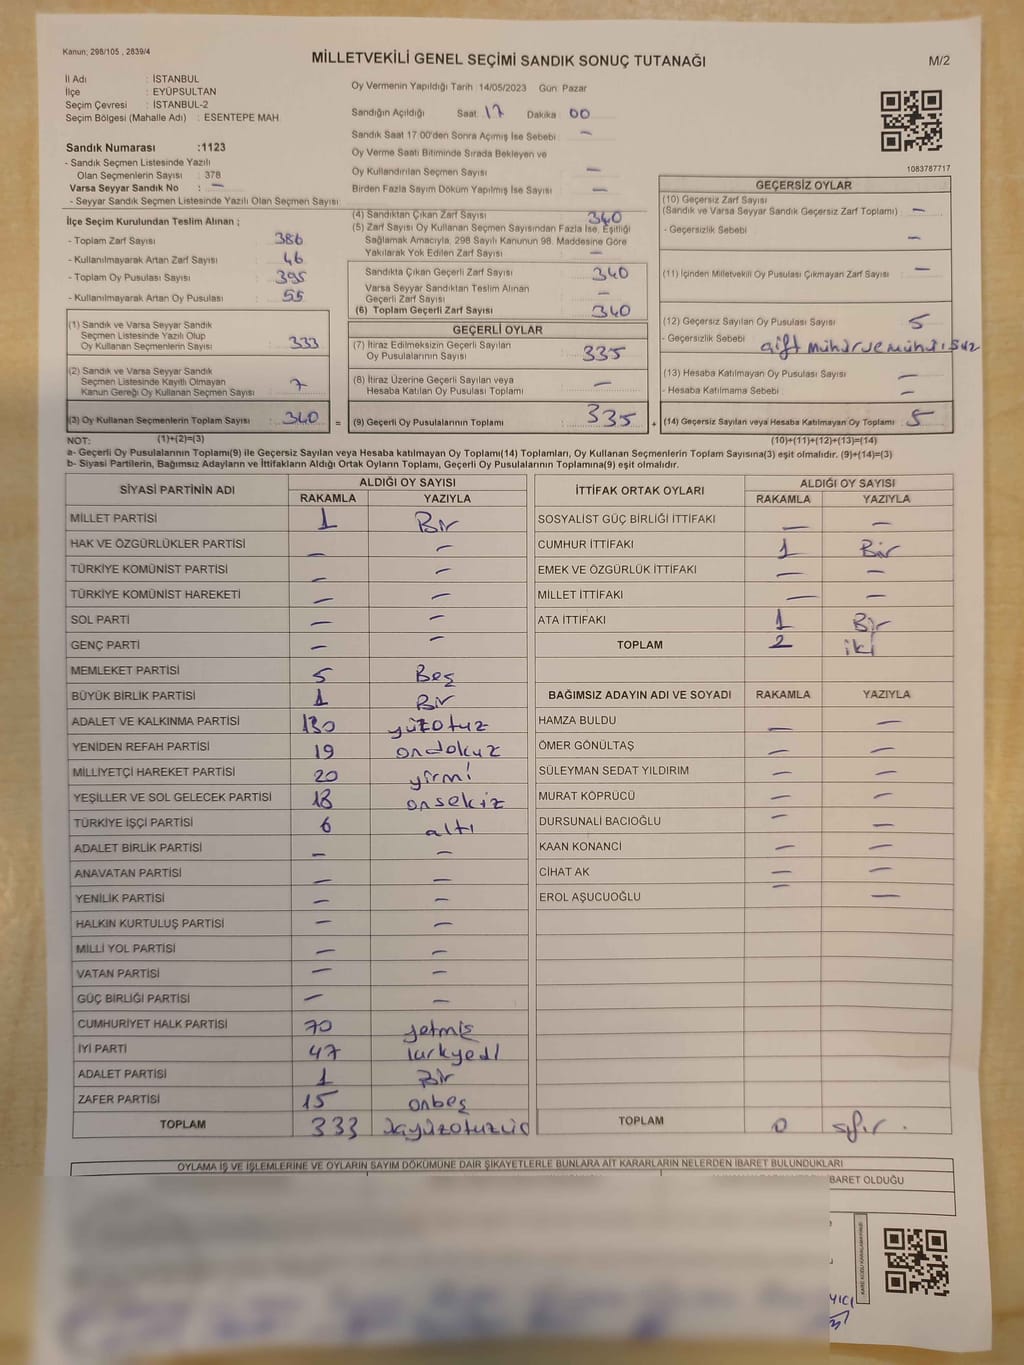 Kanun: 298/105 , 2839/4
MİLLETVEKİLİ GENEL SEÇİMİ SANDIK SONUÇ TUTANAĞI
M/2
İl Adı : İSTANBUL
İlçe : EYÜPSULTAN
Seçim Çevresi : İSTANBUL-2
Seçim Bölgesi (Mahalle Adı) : ESENTEPE MAH.
Sandık Numarası :1123
- Sandık Seçmen Listesinde Yazılı
Olan Seçmenlerin Sayısı : 378
Varsa Seyyar Sandık No : —
- Seyyar Sandık Seçmen Listesinde Yazılı Olan Seçmen Sayısı
Oy Vermenin Yapıldığı Tarih :14/05/2023 Gün: Pazar
Sandığın Açıldığı Saat: 17 Dakika 00
Sandık Saat 17:00'den Sonra Açımış İse Sebebi —
Oy Verme Saati Bitiminde Sırada Bekleyen ve
Oy Kullandırılan Seçmen Sayısı —
Birden Fazla Sayım Döküm Yapılmış İse Sayısı —
1083787717
İlçe Seçim Kurulundan Teslim Alınan ;
- Toplam Zarf Sayısı : 386
- Kullanılmayarak Artan Zarf Sayısı : 46
- Toplam Oy Pusulası Sayısı : 395
- Kullanılmayarak Artan Oy Pusulası : 55
(1) Sandık ve Varsa Seyyar Sandık
Seçmen Listesinde Yazılı Olup
Oy Kullanan Seçmenlerin Sayısı : 333
(2) Sandık ve Varsa Seyyar Sandık
Seçmen Listesinde Kayıtlı Olmayan
Kanun Gereği Oy Kullanan Seçmen Sayısı : 7
(3) Oy Kullanan Seçmenlerin Toplam Sayısı : 340
(4) Sandıktan Çıkan Zarf Sayısı 340
(5) Zarf Sayısı Oy Kullanan Seçmen Sayısından Fazla İse, Eşitliği
Sağlamak Amacıyla, 298 Sayılı Kanunun 98. Maddesine Göre
Yakılarak Yok Edilen Zarf Sayısı : —
Sandıkta Çıkan Geçerli Zarf Sayısı : 340
Varsa Seyyar Sandıktan Teslim Alınan
Geçerli Zarf Sayısı : —
(6) Toplam Geçerli Zarf Sayısı : 340
GEÇERLİ OYLAR
(7) İtiraz Edilmeksizin Geçerli Sayılan
Oy Pusulalarının Sayısı : 335
(8) İtiraz Üzerine Geçerli Sayılan veya
Hesaba Katılan Oy Pusulası Toplamı : —
= (9) Geçerli Oy Pusulalarının Toplamı : 335
GEÇERSİZ OYLAR
(10) Geçersiz Zarf Sayısı
(Sandık ve Varsa Seyyar Sandık Geçersiz Zarf Toplamı) : —
- Geçersizlik Sebebi : —
(11) İçinden Milletvekili Oy Pusulası Çıkmayan Zarf Sayısı : —
(12) Geçersiz Sayılan Oy Pusulası Sayısı : 5
- Geçersizlik Sebebi : çift mühür ve mühürsüz
(13) Hesaba Katılmayan Oy Pusulası Sayısı : —
- Hesaba Katılmama Sebebi : —
+ (14) Geçersiz Sayılan veya Hesaba Katılmayan Oy Toplamı : 5
NOT: (1)+(2)=(3) (10)+(11)+(12)+(13)=(14)
a- Geçerli Oy Pusulalarının Toplamı(9) ile Geçersiz Sayılan veya Hesaba katılmayan Oy Toplamı(14) Toplamları, Oy Kullanan Seçmenlerin Toplam Sayısına(3) eşit olmalıdır. (9)+(14)=(3)
b- Siyasi Partilerin, Bağımsız Adayların ve İttifakların Aldığı Ortak Oyların Toplamı, Geçerli Oy Pusulalarının Toplamına(9) eşit olmalıdır.
SİYASİ PARTİNİN ADI ALDIĞI OY SAYISI
RAKAMLA YAZIYLA
MİLLET PARTİSİ 1 Bir
HAK VE ÖZGÜRLÜKLER PARTİSİ — —
TÜRKİYE KOMÜNİST PARTİSİ — —
TÜRKİYE KOMÜNİST HAREKETİ — —
SOL PARTİ — —
GENÇ PARTİ — —
MEMLEKET PARTİSİ 5 Beş
BÜYÜK BİRLİK PARTİSİ 1 Bir
ADALET VE KALKINMA PARTİSİ 130 yüzotuz
YENİDEN REFAH PARTİSİ 19 ondokuz
MİLLİYETÇİ HAREKET PARTİSİ 20 yirmi
YEŞİLLER VE SOL GELECEK PARTİSİ 18 onsekiz
TÜRKİYE İŞÇİ PARTİSİ 6 altı
ADALET BİRLİK PARTİSİ — —
ANAVATAN PARTİSİ — —
YENİLİK PARTİSİ — —
HALKIN KURTULUŞ PARTİSİ — —
MİLLİ YOL PARTİSİ — —
VATAN PARTİSİ — —
GÜÇ BİRLİĞİ PARTİSİ — —
CUMHURİYET HALK PARTİSİ 70 yetmiş
İYİ PARTİ 47 kırkyedi
ADALET PARTİSİ 1 Bir
ZAFER PARTİSİ 15 onbeş
TOPLAM 333
İTTİFAK ORTAK OYLARI ALDIĞI OY SAYISI
RAKAMLA YAZIYLA
SOSYALİST GÜÇ BİRLİĞİ İTTİFAKI — —
CUMHUR İTTİFAKI 1 Bir
EMEK VE ÖZGÜRLÜK İTTİFAKI — —
MİLLET İTTİFAKI — —
ATA İTTİFAKI 1 Bir
TOPLAM 2 iki
BAĞIMSIZ ADAYIN ADI VE SOYADI RAKAMLA YAZIYLA
HAMZA BULDU — —
ÖMER GÖNÜLTAŞ — —
SÜLEYMAN SEDAT YILDIRIM — —
MURAT KÖPRÜCÜ — —
DURSUNALİ BACIOĞLU — —
KAAN KONANCI — —
CİHAT AK — —
EROL AŞUCUOĞLU — —
TOPLAM 0 sıfır .
OYLAMA İŞ VE İŞLEMLERİNE VE OYLARIN SAYIM DÖKÜMÜNE DAİR ŞİKAYETLERLE BUNLARA AİT KARARLARIN NELERDEN İBARET BULUNDUKLARI
BARET OLDUĞU